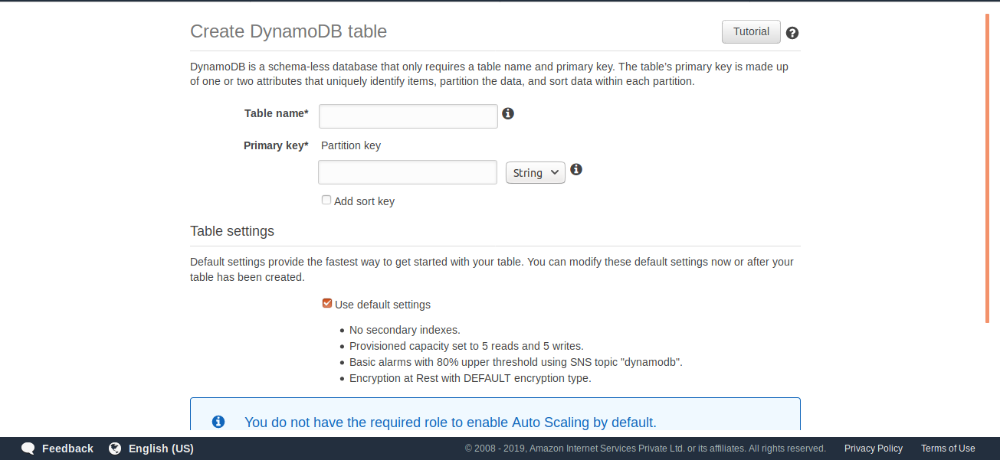 Create DynamoDB table
Tutorial
DynamoDB is a schema-less database that only requires a table name and primary key. The table's primary key is made up
of one or two attributes that uniquely identify items, partition the data, and sort data within each partition.
Table name*
Primary key* Partition key
String
Add sort key
Table settings
Default settings provide the fastest way to get started with your table. You can modify these default settings now or after your
table has been created.
Use default settings
No secondary indexes.
Provisioned capacity set to 5 reads and 5 writes.
Basic alarms with 80% upper threshold using SNS topic "dynamodb".
Encryption at Rest with DEFAULT encryption type.
You do not have the required role to enable Auto Scaling by default.
Feedback English (US) © 2008 - 2019, Amazon Internet Services Private Ltd. or its affiliates. All rights reserved. Privacy Policy Terms of Use